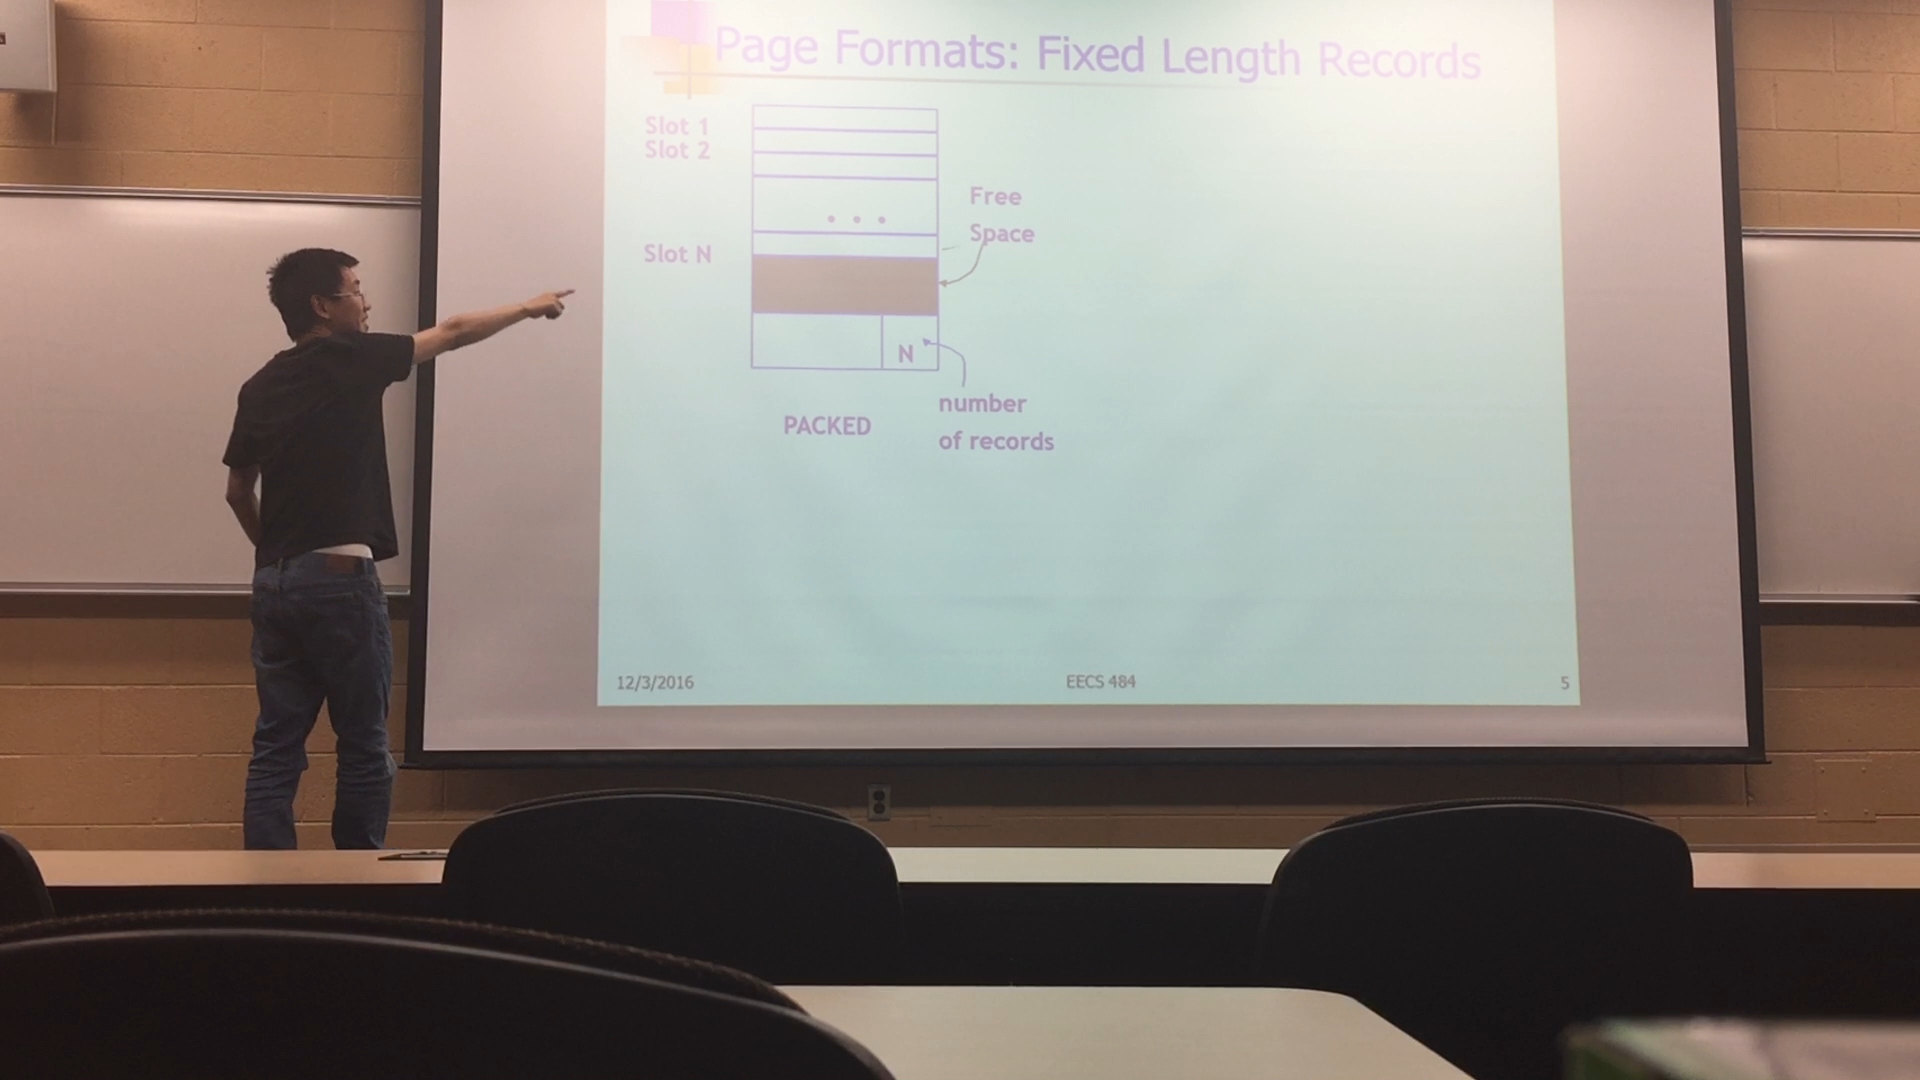 Page Formats: Fixed Length Records
Slot 1
Slot 2
Free
Space
• • •
Slot N
N
number
of records
PACKED
12/3/2016
EECS 484
5